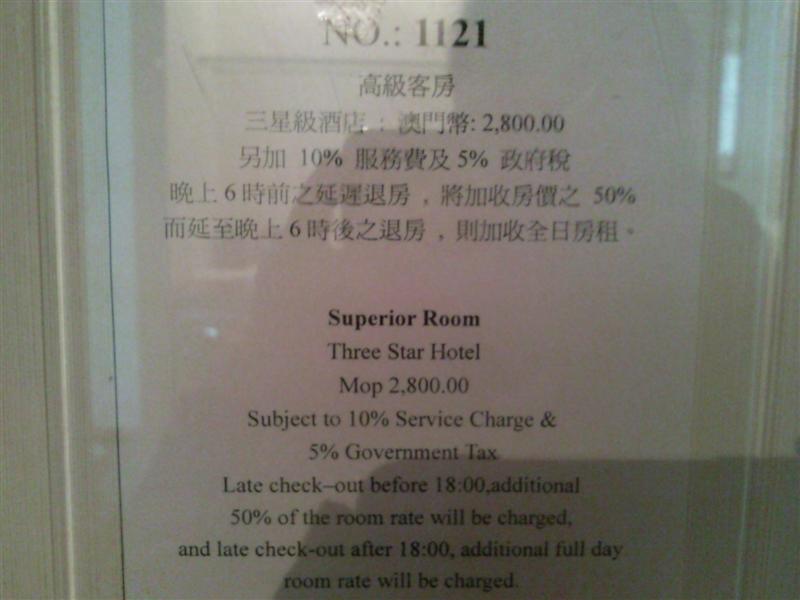 NO.: 1121
高級客房
三星級酒店 : 澳門幣: 2,800.00
另加 10% 服務費及 5% 政府稅
晚上 6 時前之延遲退房，將加收房價之 50%
而延至晚上 6 時後之退房，則加收全日房租。
Superior Room
Three Star Hotel
Mop 2,800.00
Subject to 10% Service Charge &
5% Government Tax
Late check–out before 18:00,additional
50% of the room rate will be charged,
and late check-out after 18:00, additional full day
room rate will be charged.